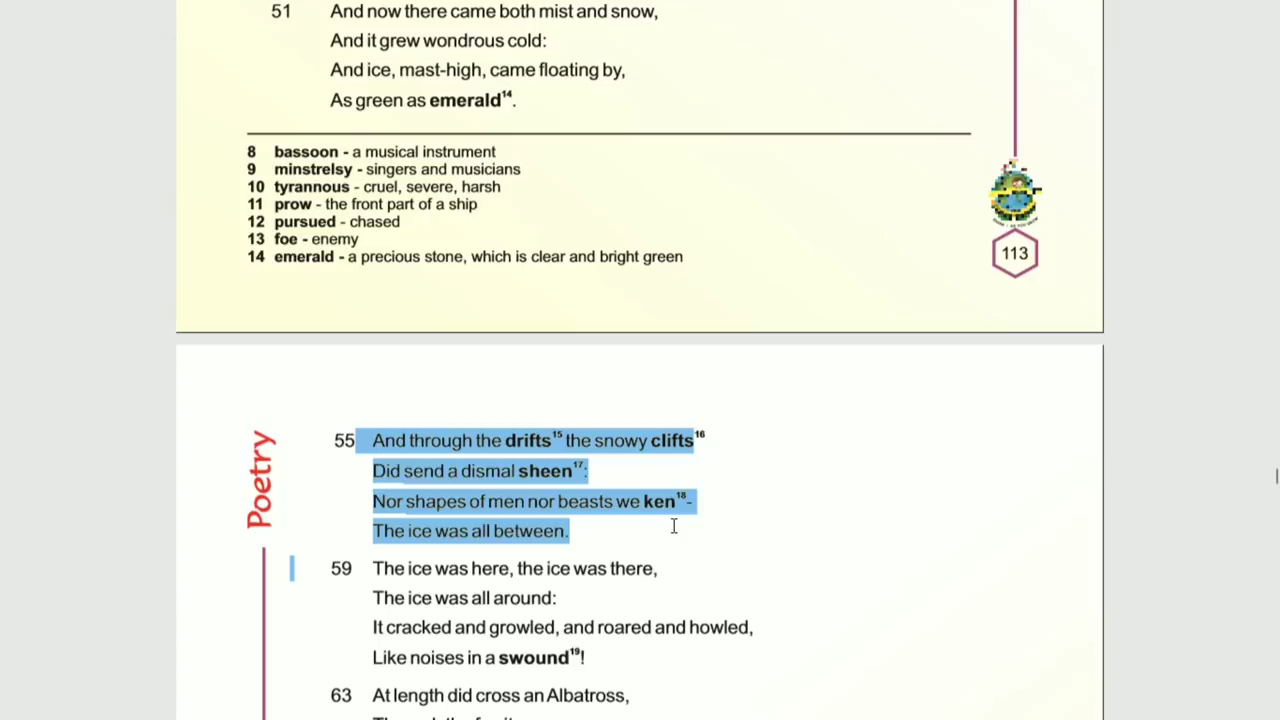 51 And now there came both mist and snow,
And it grew wondrous cold:
And ice, mast-high, came floating by,
As green as emerald14.
8 bassoon - a musical instrument
9 minstrelsy - singers and musicians
10 tyrannous - cruel, severe, harsh
11 prow - the front part of a ship
12 pursued - chased
13 foe - enemy
14 emerald - a precious stone, which is clear and bright green
113
Poetry
55 And through the drifts15 the snowy clifts16
Did send a dismal sheen17:
Nor shapes of men nor beasts we ken18-
The ice was all between.
59 The ice was here, the ice was there,
The ice was all around:
It cracked and growled, and roared and howled,
Like noises in a swound19!
63 At length did cross an Albatross,